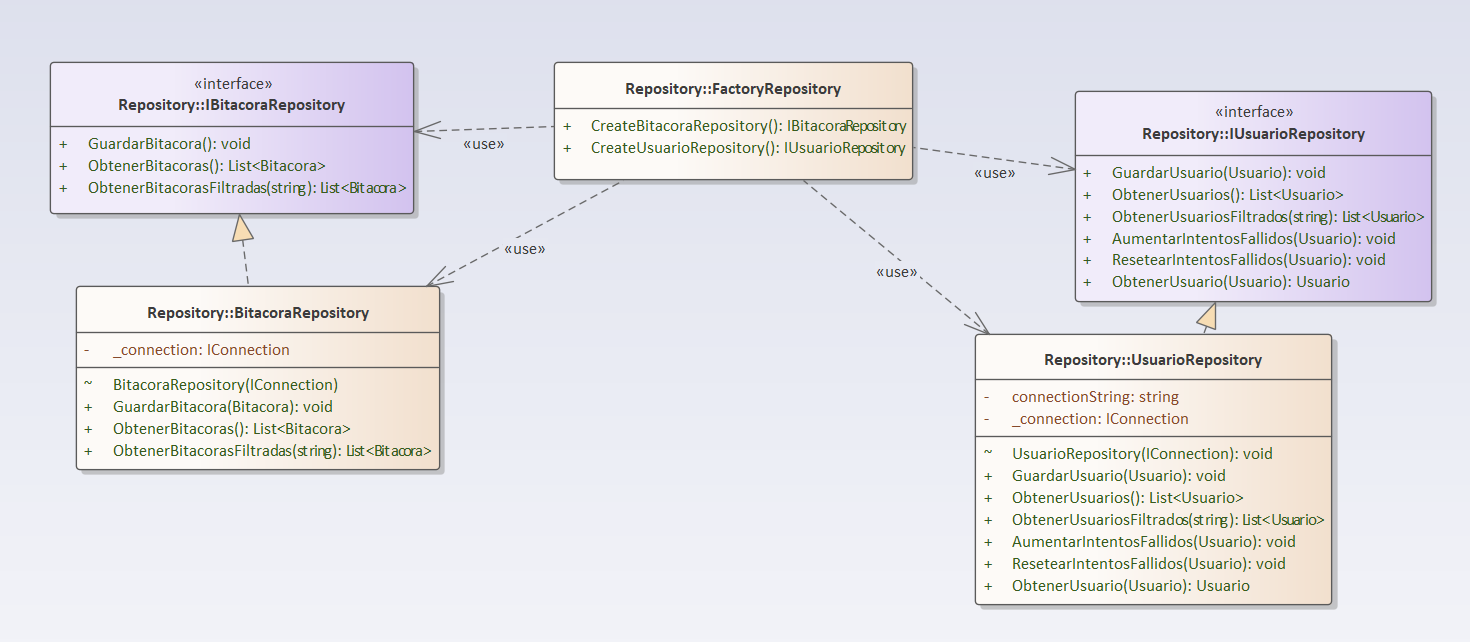 «interface»
Repository::IBitacoraRepository
+ GuardarBitacora(): void
+ ObtenerBitacoras(): List<Bitacora>
+ ObtenerBitacorasFiltradas(string): List<Bitacora>
Repository::FactoryRepository
+ CreateBitacoraRepository(): IBitacoraRepository
+ CreateUsuarioRepository(): IUsuarioRepository
«interface»
Repository::IUsuarioRepository
+ GuardarUsuario(Usuario): void
+ ObtenerUsuarios(): List<Usuario>
+ ObtenerUsuariosFiltrados(string): List<Usuario>
+ AumentarIntentosFallidos(Usuario): void
+ ResetearIntentosFallidos(Usuario): void
+ ObtenerUsuario(Usuario): Usuario
«use»
«use»
«use»
«use»
Repository::BitacoraRepository
- _connection: IConnection
~ BitacoraRepository(IConnection)
+ GuardarBitacora(Bitacora): void
+ ObtenerBitacoras(): List<Bitacora>
+ ObtenerBitacorasFiltradas(string): List<Bitacora>
Repository::UsuarioRepository
- connectionString: string
- _connection: IConnection
~ UsuarioRepository(IConnection): void
+ GuardarUsuario(Usuario): void
+ ObtenerUsuarios(): List<Usuario>
+ ObtenerUsuariosFiltrados(string): List<Usuario>
+ AumentarIntentosFallidos(Usuario): void
+ ResetearIntentosFallidos(Usuario): void
+ ObtenerUsuario(Usuario): Usuario